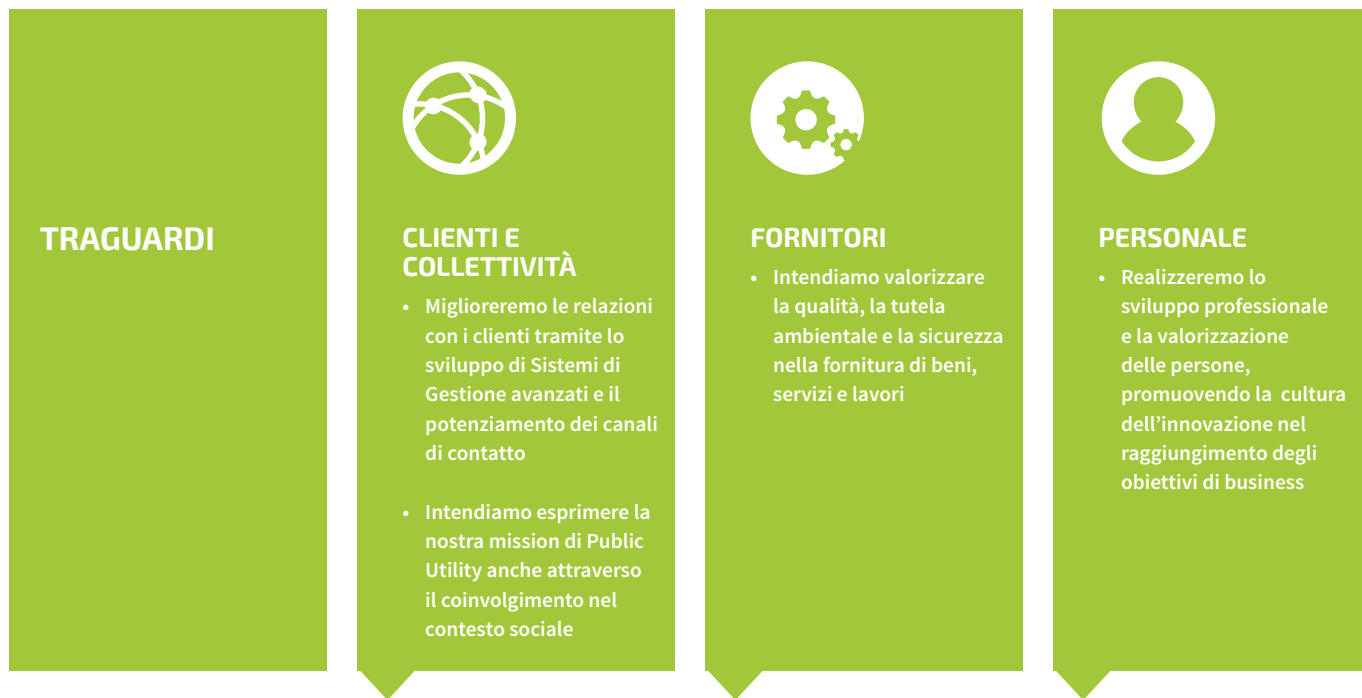 TRAGUARDI
CLIENTI E
COLLETTIVITÀ
• Miglioreremo le relazioni
con i clienti tramite lo
sviluppo di Sistemi di
Gestione avanzati e il
potenziamento dei canali
di contatto
• Intendiamo esprimere la
nostra mission di Public
Utility anche attraverso
il coinvolgimento nel
contesto sociale
FORNITORI
• Intendiamo valorizzare
la qualità, la tutela
ambientale e la sicurezza
nella fornitura di beni,
servizi e lavori
PERSONALE
• Realizzeremo lo
sviluppo professionale
e la valorizzazione
delle persone,
promuovendo la  cultura
dell’innovazione nel
raggiungimento degli
obiettivi di business